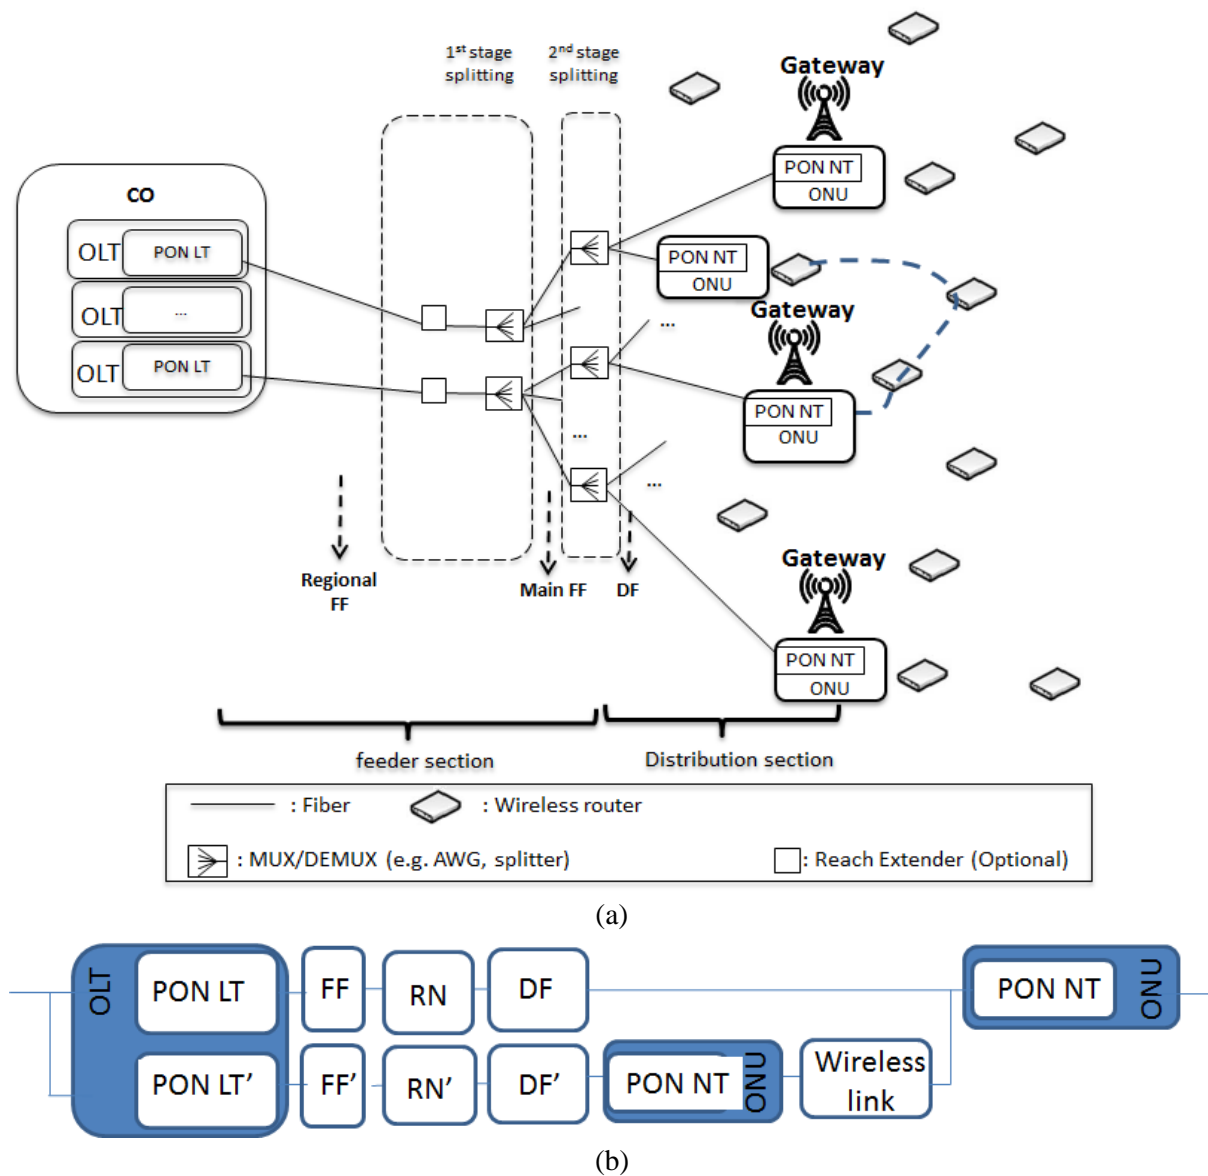 1st stage
splitting
2nd stage
splitting
Gateway
PON NT
ONU
CO
OLT
PON LT
OLT
...
OLT
PON LT
PON NT
ONU
Gateway
...
PON NT
ONU
...
...
Regional
FF
Main FF
DF
Gateway
PON NT
ONU
feeder section
Distribution section
: Fiber
: Wireless router
: MUX/DEMUX (e.g. AWG, splitter)
: Reach Extender (Optional)
(a)
OLT
PON LT
FF
RN
DF
PON NT
ONU
PON LT’
FF’
RN’
DF’
PON NT
ONU
Wireless
link
(b)